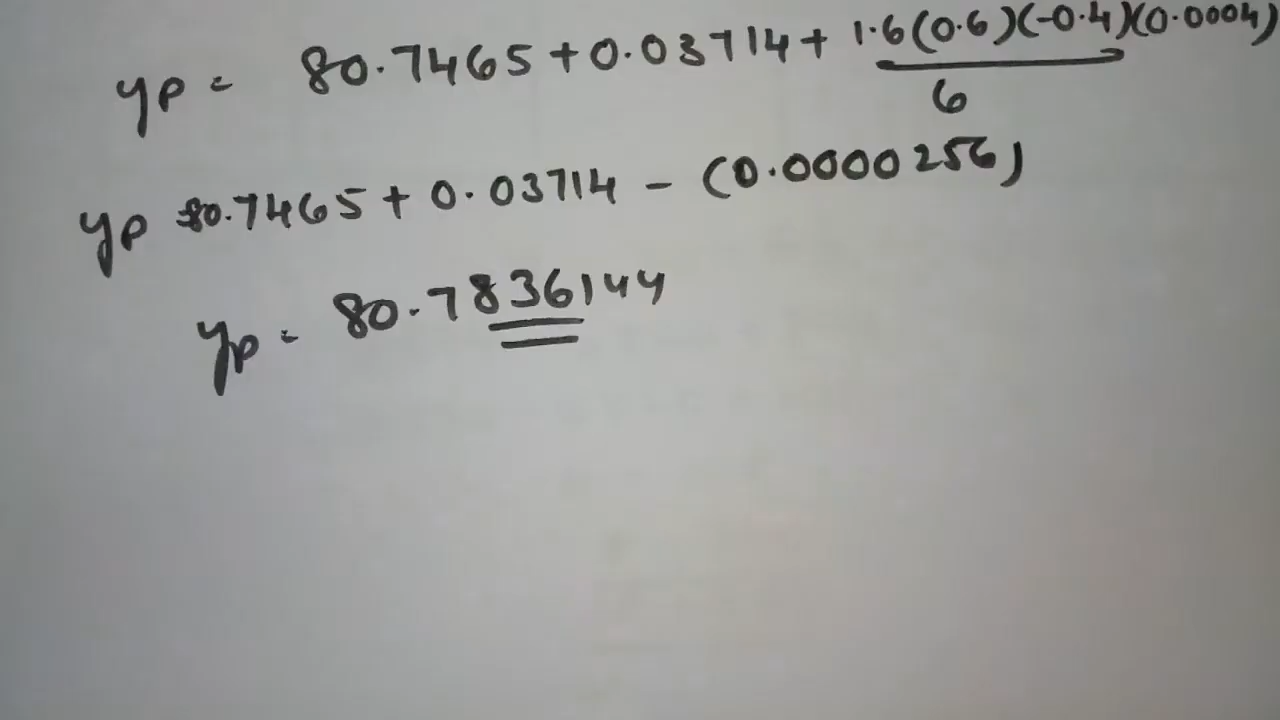 yp = 80.7465 + 0.03714 + 1.6(0.6)(-0.4)(0.0004)
6
yp = 80.7465 + 0.03714 - (0.0000256)
yp = 80.7836144